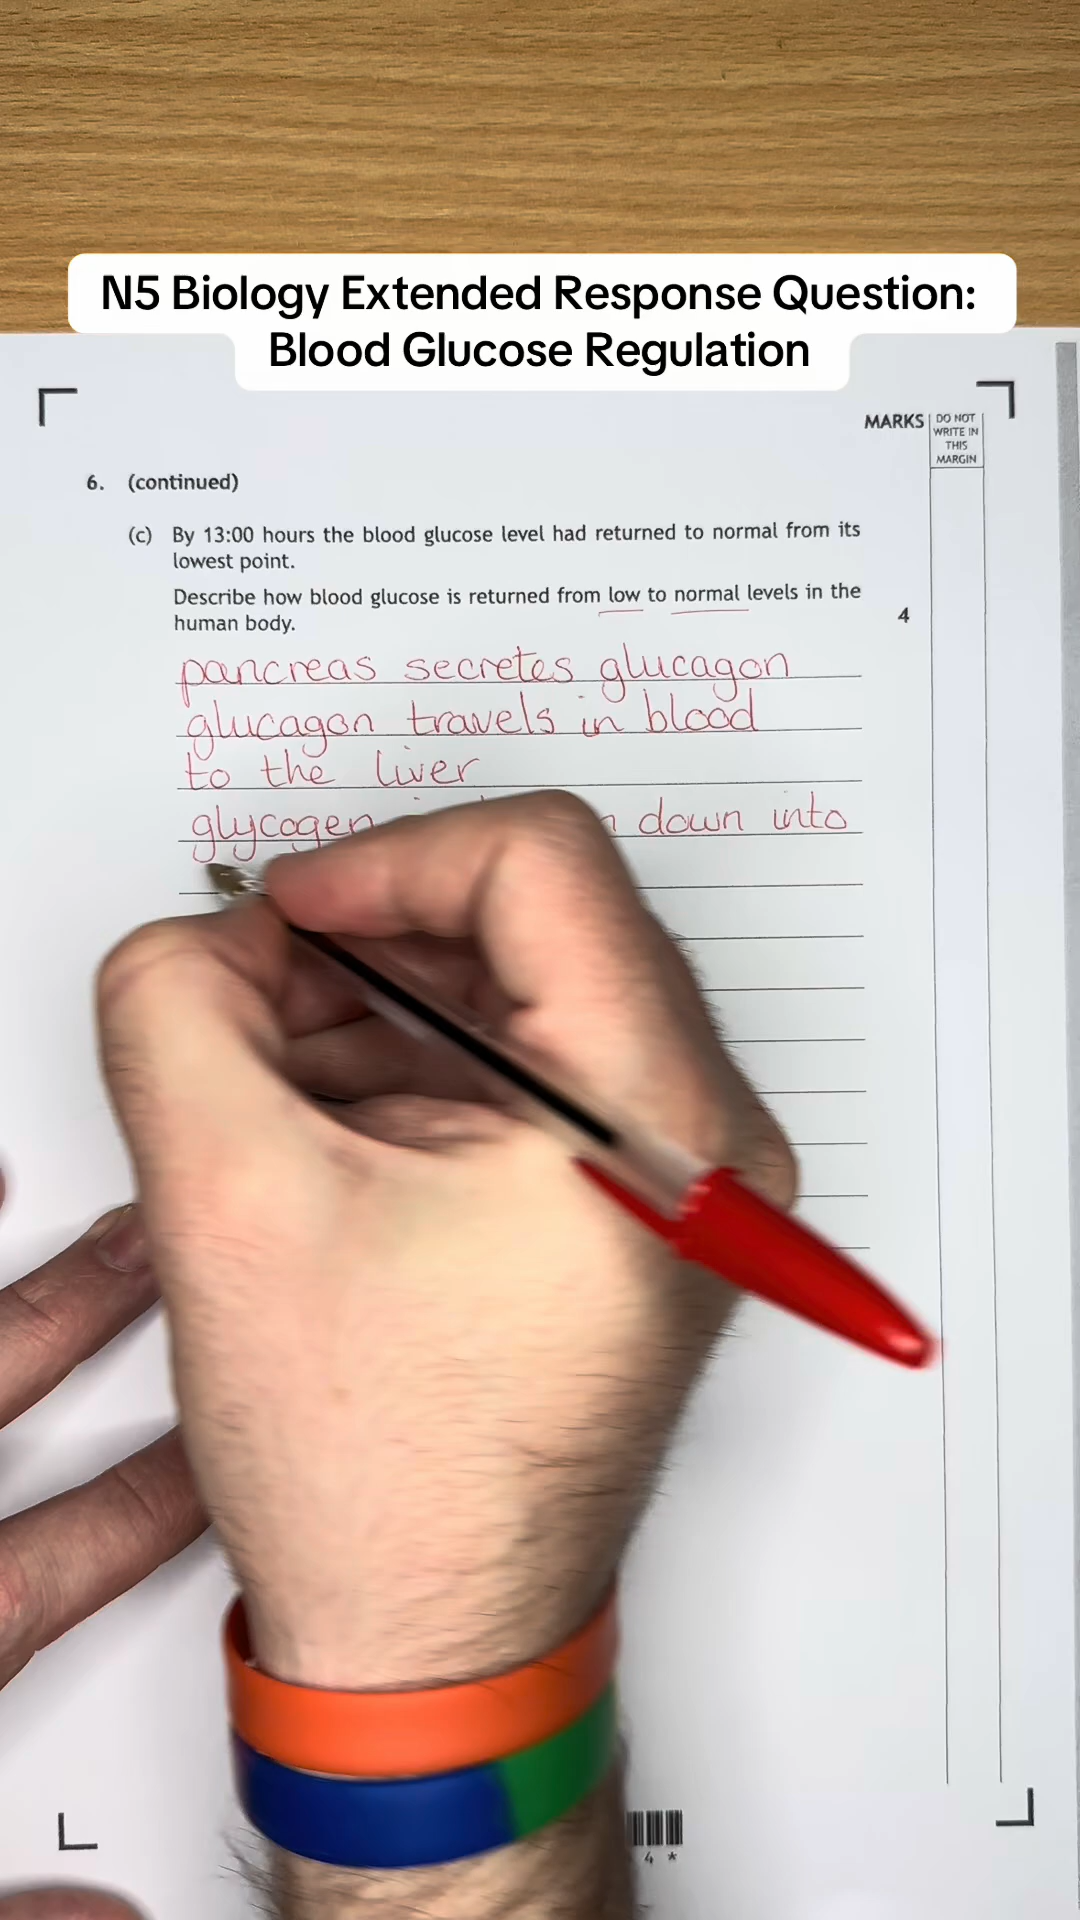 N5 Biology Extended Response Question:
Blood Glucose Regulation
MARKS
DO NOT
WRITE IN
THIS
MARGIN
6. (continued)
(c) By 13:00 hours the blood glucose level had returned to normal from its
lowest point.
Describe how blood glucose is returned from low to normal levels in the
human body.
4
pancreas secretes glucagon
glucagon travels in blood
to the liver
glycogen down into
4 *